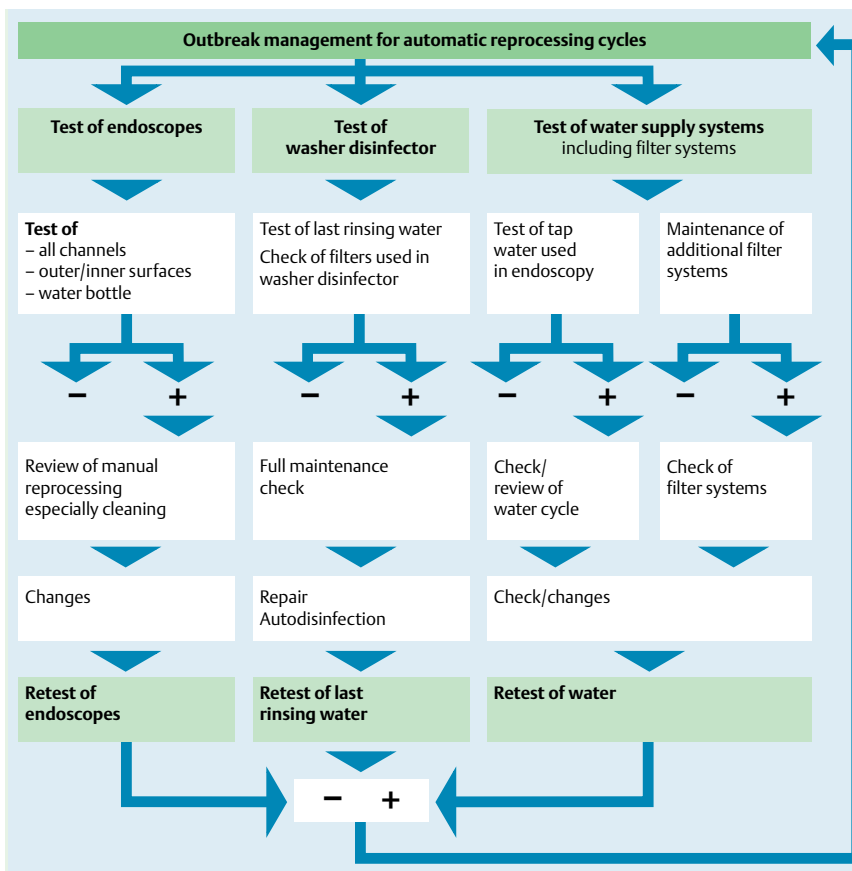 Outbreak management for automatic reprocessing cycles
Test of endoscopes
Test of
washer disinfector
Test of water supply systems
including filter systems
Test of
– all channels
– outer/inner surfaces
– water bottle
Test of last rinsing water
Check of filters used in
washer disinfector
Test of tap
water used
in endoscopy
Maintenance of
additional filter
systems
– +
– +
– +
– +
Review of manual
reprocessing
especially cleaning
Full maintenance
check
Check/
review of
water cycle
Check of
filter systems
Changes
Repair
Autodisinfection
Check/changes
Retest of
endoscopes
Retest of last
rinsing water
Retest of water
– +